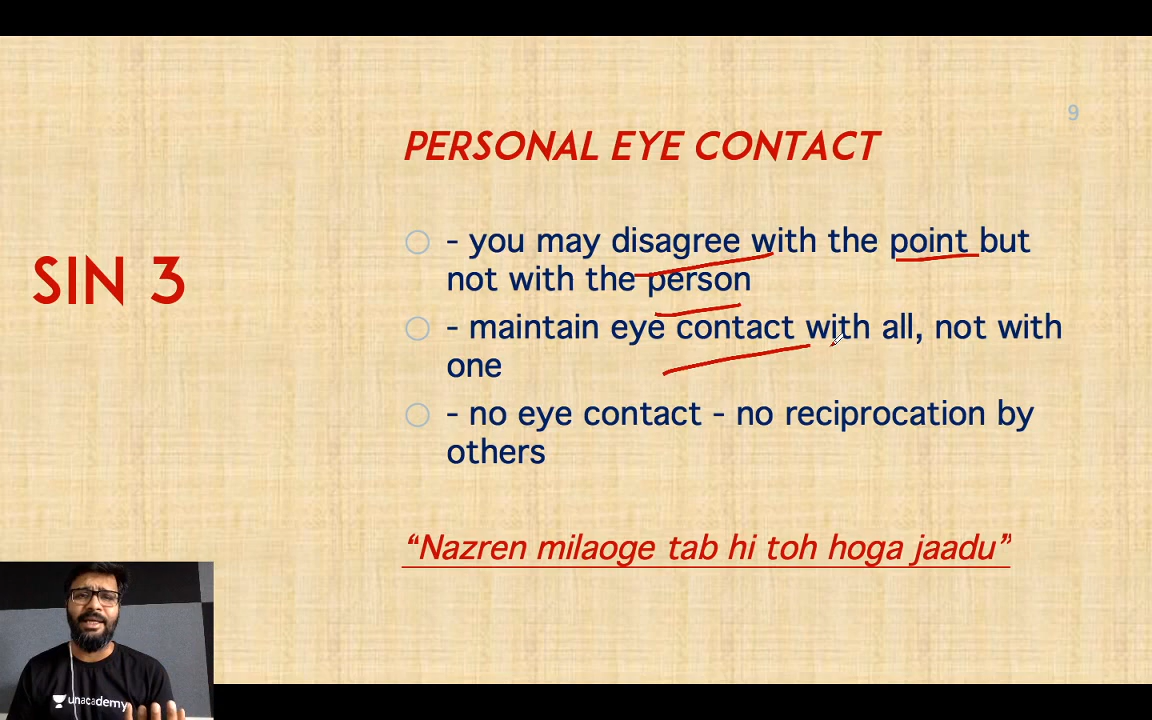 9
PERSONAL EYE CONTACT
SIN 3
- you may disagree with the point but
not with the person
- maintain eye contact with all, not with
one
- no eye contact - no reciprocation by
others
“Nazren milaoge tab hi toh hoga jaadu”
unacademy